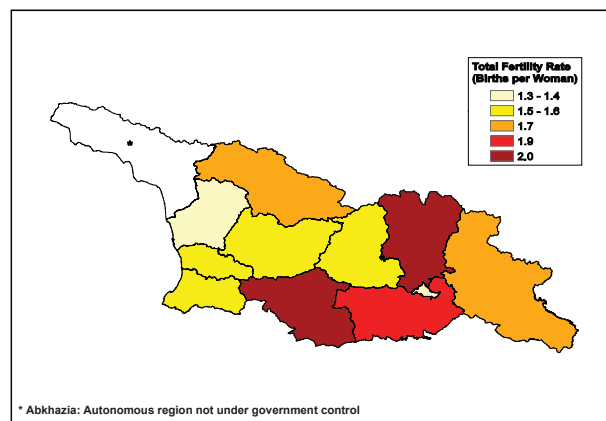 Total Fertility Rate
(Births per Woman)
1.3 - 1.4
1.5 - 1.6
1.7
1.9
2.0
*
* Abkhazia: Autonomous region not under government control